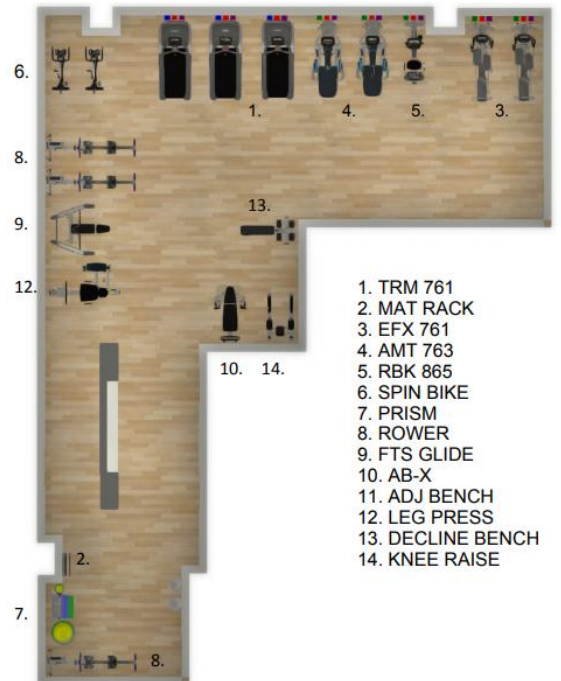 6.
1.
4.
5.
3.
8.
9.
13.
12.
10.
14.
2.
7.
8.
1. TRM 761
2. MAT RACK
3. EFX 761
4. AMT 763
5. RBK 865
6. SPIN BIKE
7. PRISM
8. ROWER
9. FTS GLIDE
10. AB-X
11. ADJ BENCH
12. LEG PRESS
13. DECLINE BENCH
14. KNEE RAISE